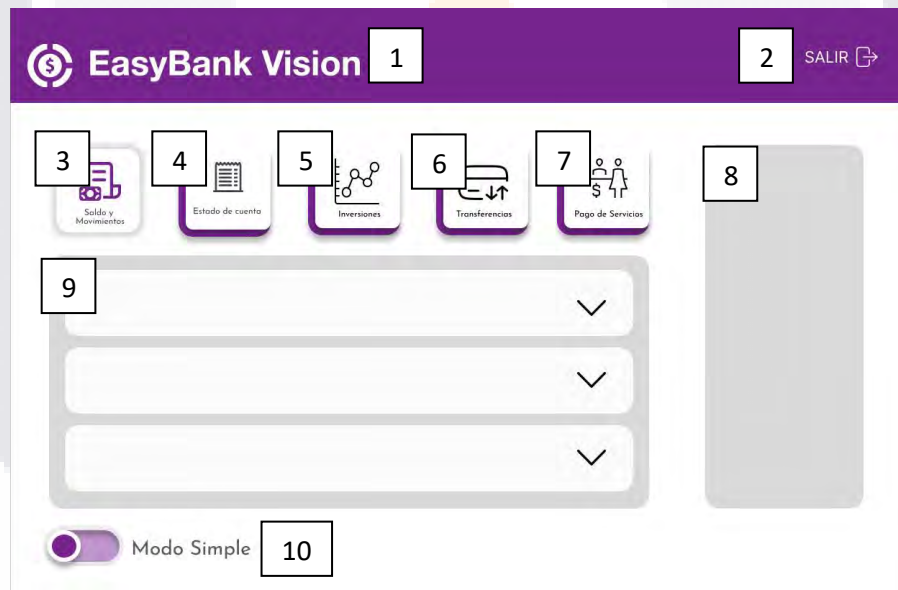 EasyBank Vision
1
2
SALIR
3
4
5
6
7
8
Saldo y
Movimientos
Estado de cuenta
Inversiones
Transferencias
Pago de Servicios
9
Modo Simple
10